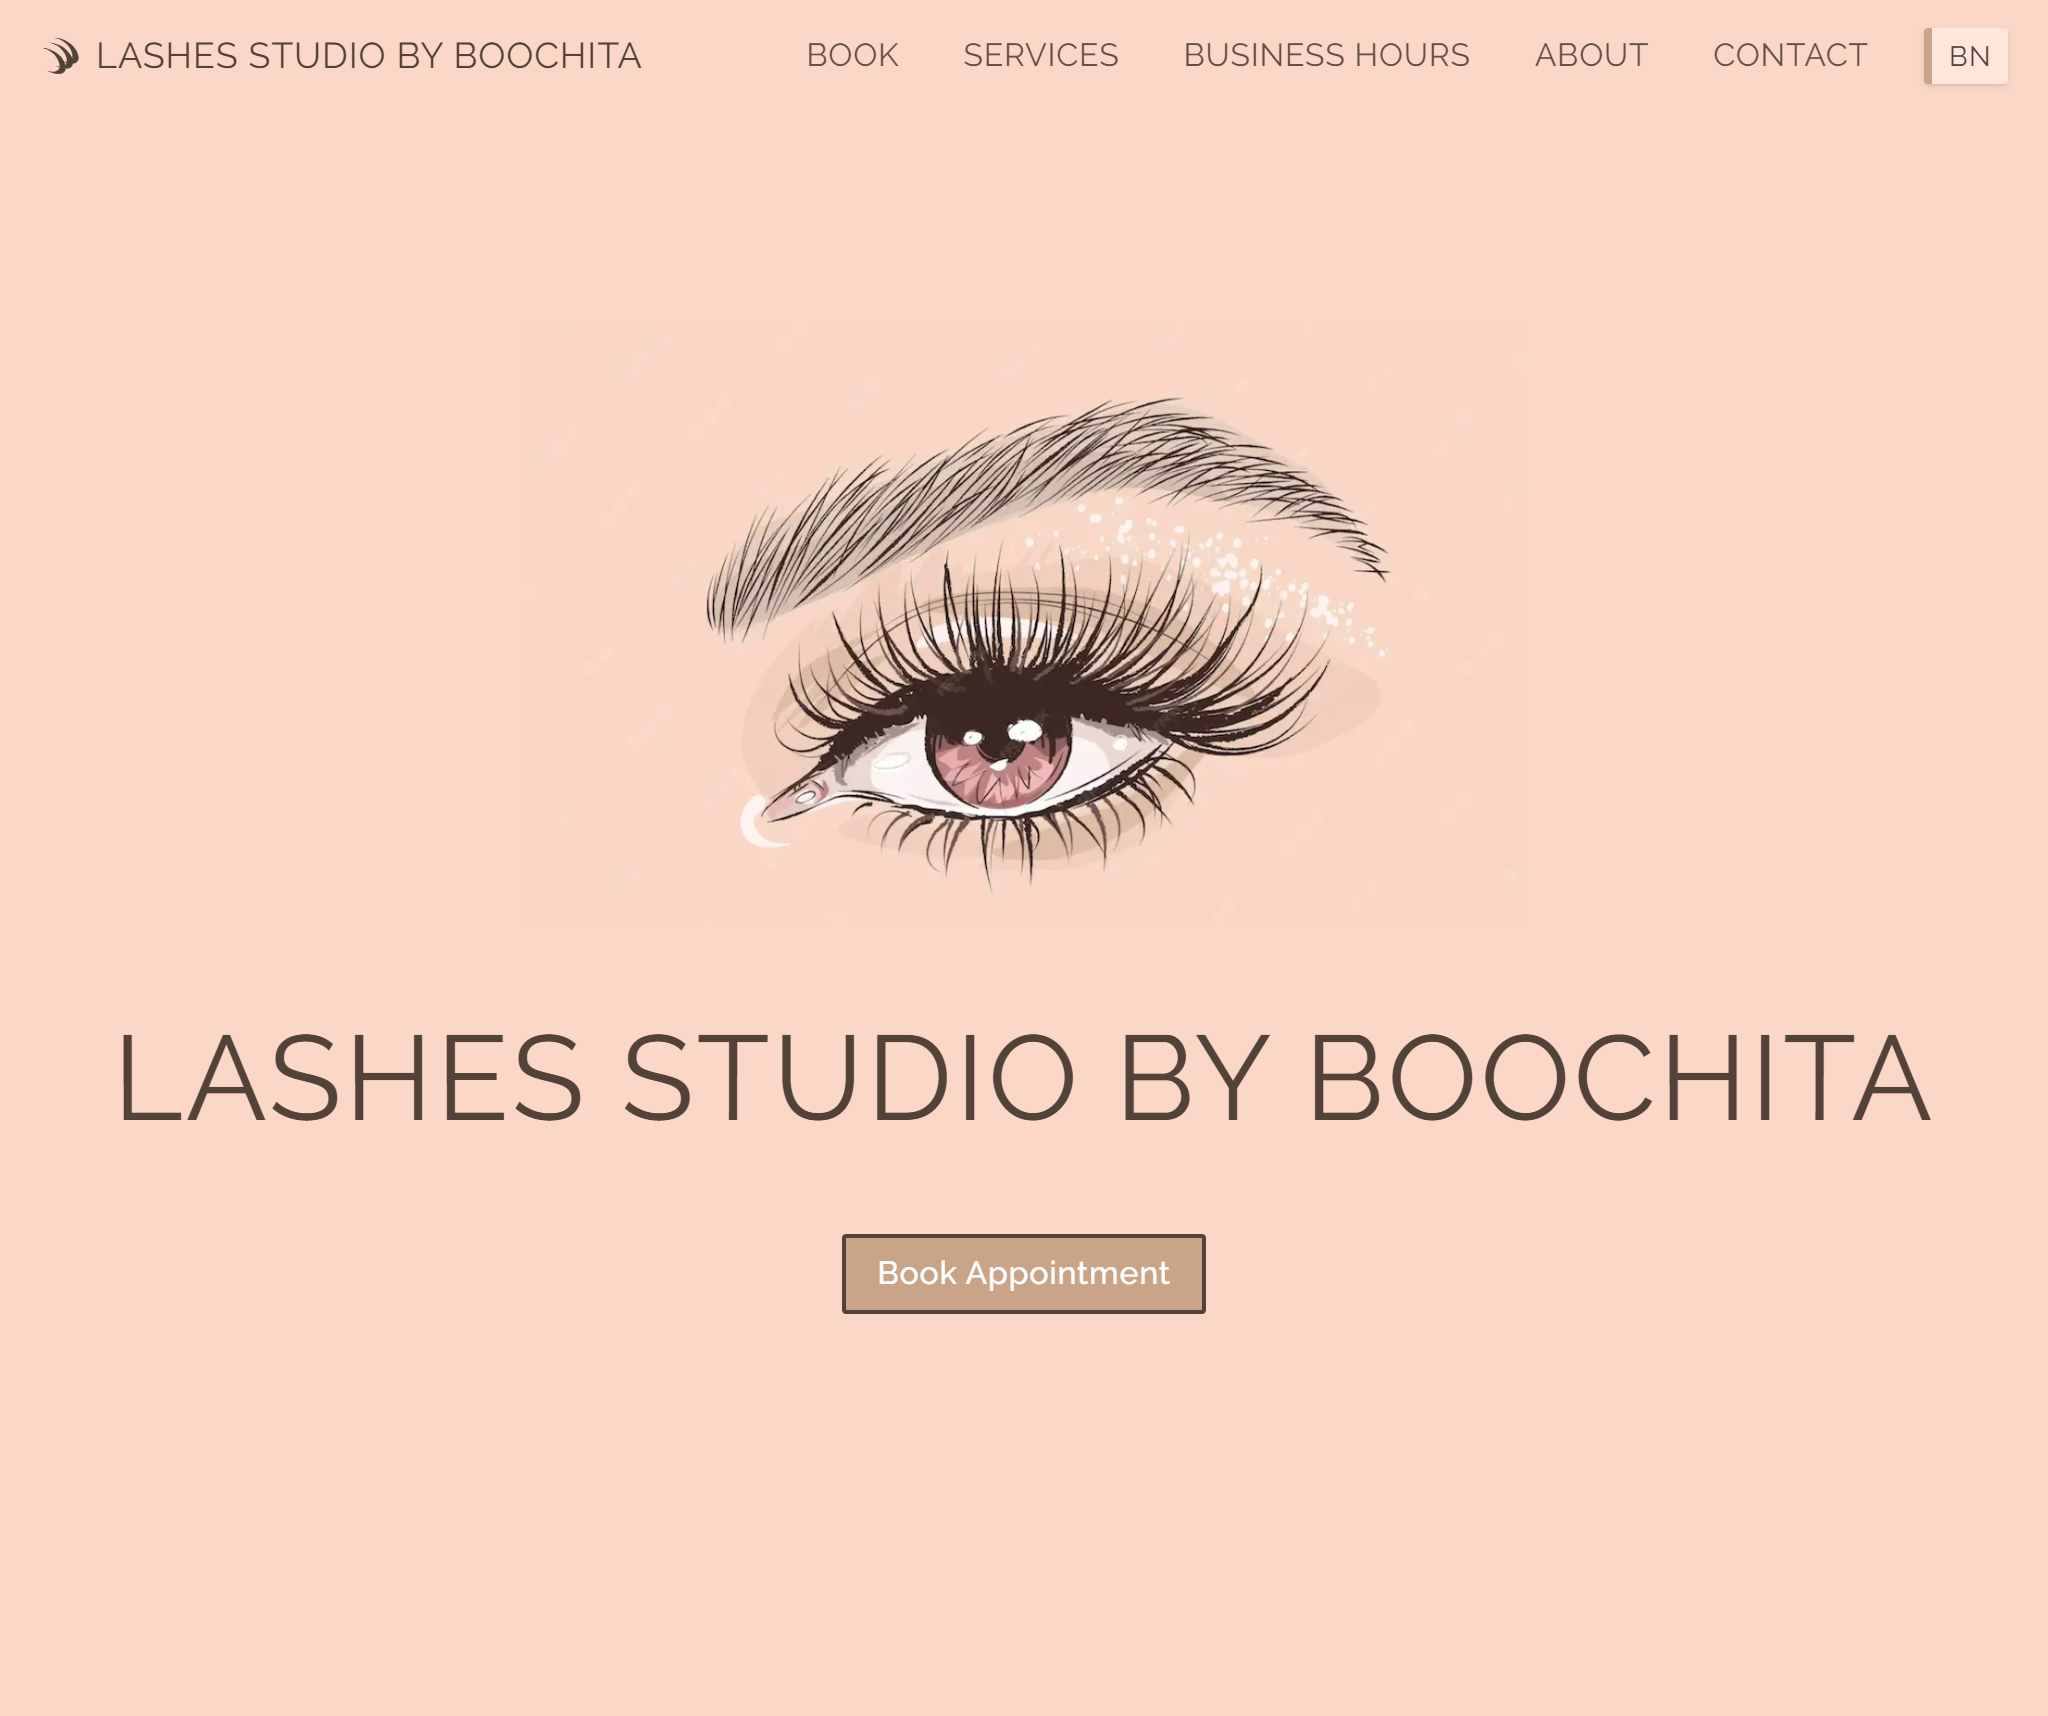 LASHES STUDIO BY BOOCHITA
BOOK
SERVICES
BUSINESS HOURS
ABOUT
CONTACT
BN
LASHES STUDIO BY BOOCHITA
Book Appointment